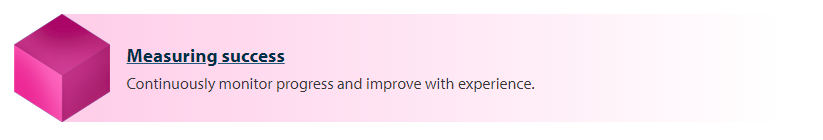 Measuring success
Continuously monitor progress and improve with experience.